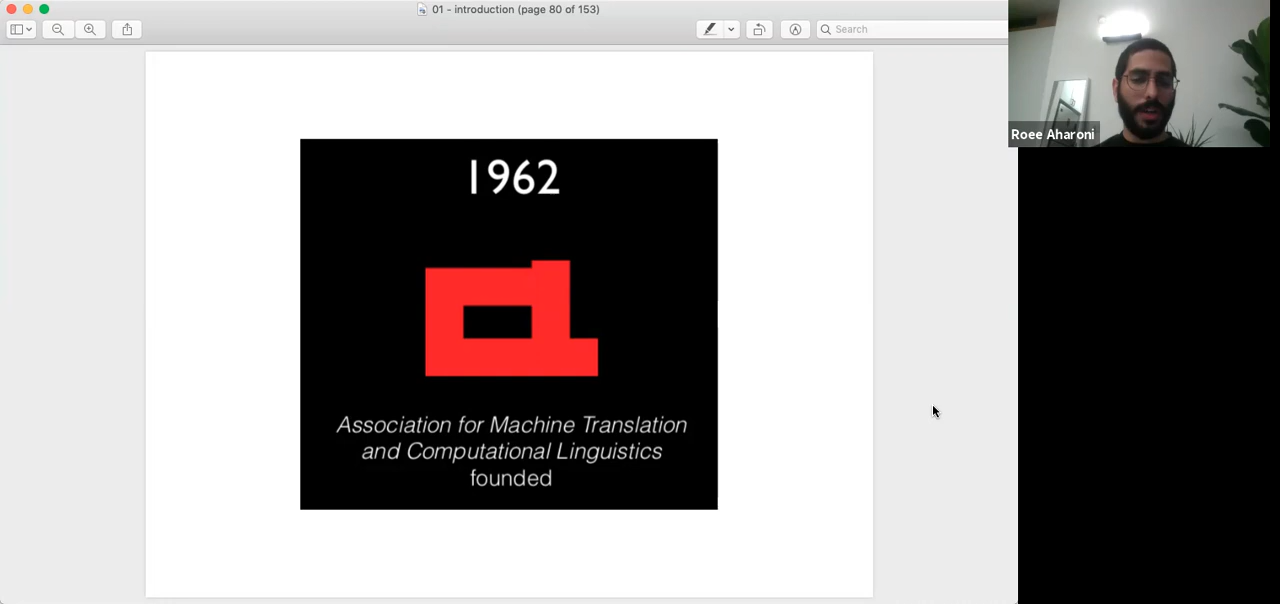 01 - introduction (page 80 of 153)
Search
Roee Aharoni
1962
Association for Machine Translation
and Computational Linguistics
founded